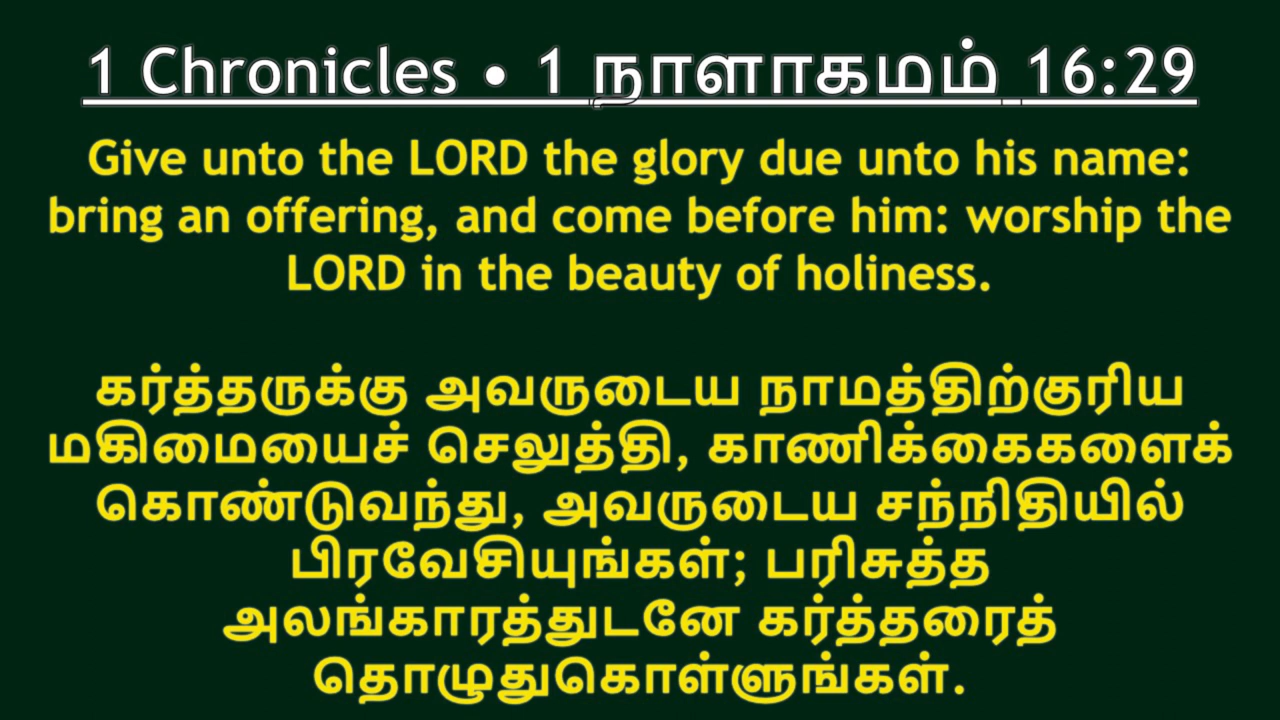 1 Chronicles • 1 நாளாகமம் 16:29
Give unto the LORD the glory due unto his name:
bring an offering, and come before him: worship the
LORD in the beauty of holiness.
கர்த்தருக்கு அவருடைய நாமத்திற்குரிய
மகிமையைச் செலுத்தி, காணிக்கைகளைக்
கொண்டுவந்து, அவருடைய சந்நிதியில்
பிரவேசியுங்கள்; பரிசுத்த
அலங்காரத்துடனே கர்த்தரைத்
தொழுதுகொள்ளுங்கள்.